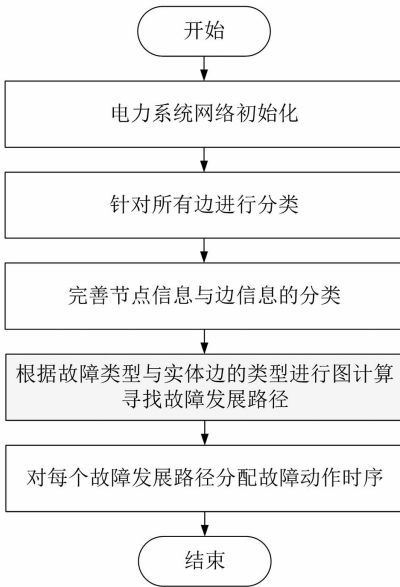 开始
电力系统网络初始化
针对所有边进行分类
完善节点信息与边信息的分类
根据故障类型与实体边的类型进行图计算
寻找故障发展路径
对每个故障发展路径分配故障动作时序
结束